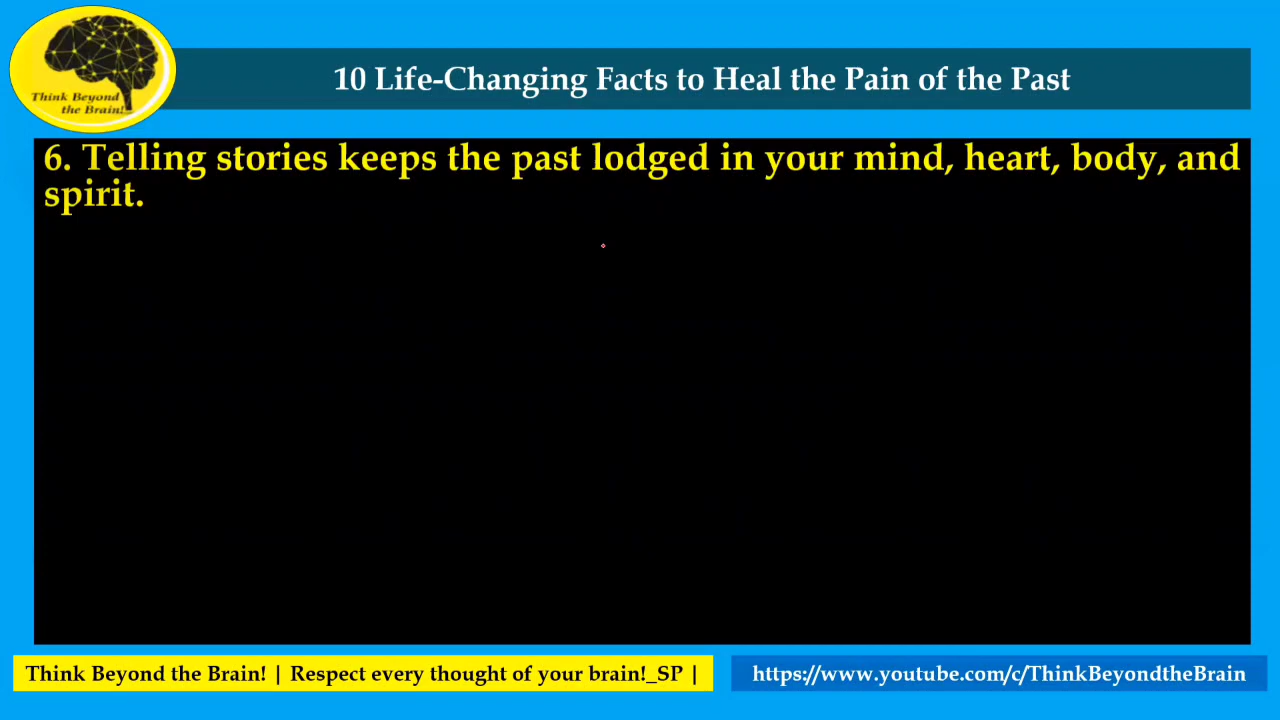 Think Beyond
the Brain!
10 Life-Changing Facts to Heal the Pain of the Past
6. Telling stories keeps the past lodged in your mind, heart, body, and
spirit.
Think Beyond the Brain! | Respect every thought of your brain!_SP |
https://www.youtube.com/c/ThinkBeyondtheBrain